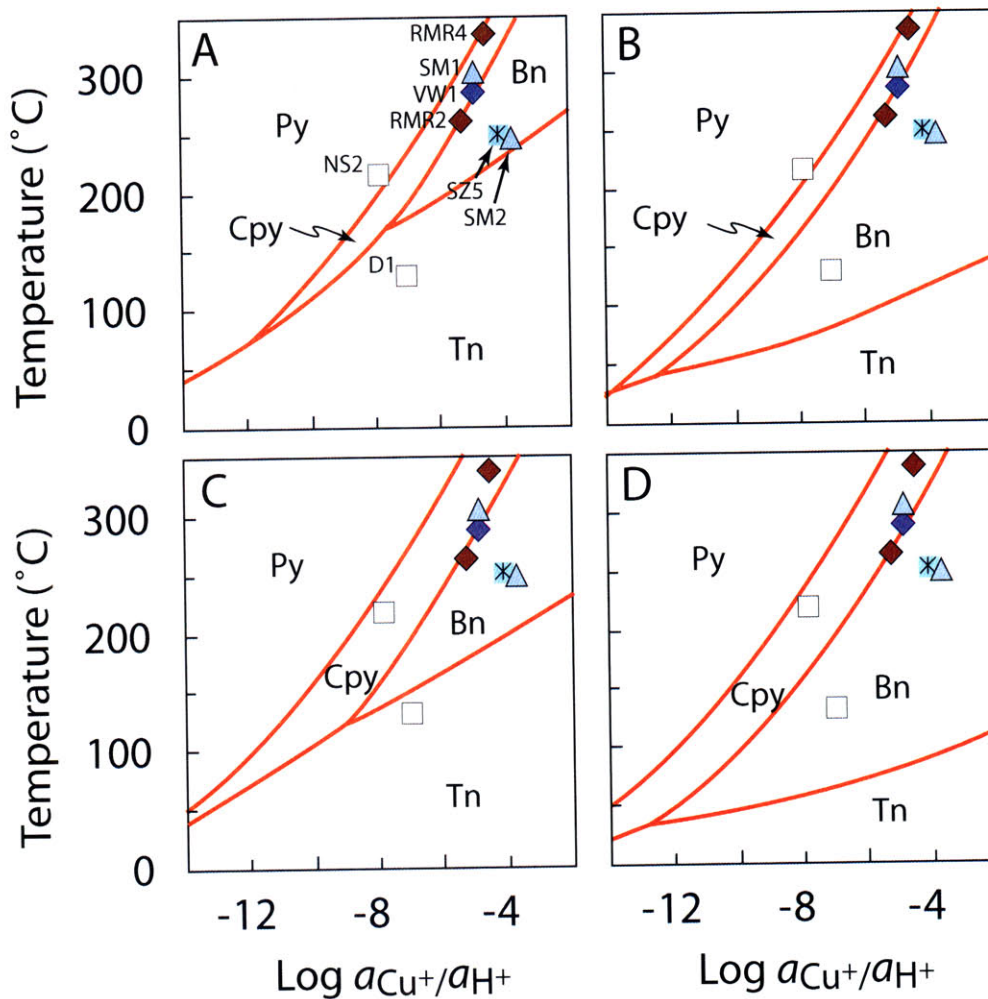 A
B
RMR4
SM1
Bn
VW1
RMR2
Py
Py
NS2
SZ5
SM2
Cpy
Cpy
Bn
D1
Tn
Tn
300
200
100
0
Temperature (˚C)
C
D
Py
Py
Bn
Bn
Cpy
Cpy
Tn
Tn
300
200
100
0
Temperature (˚C)
-12
-8
-4
-12
-8
-4
Log aCu+/aH+
Log aCu+/aH+